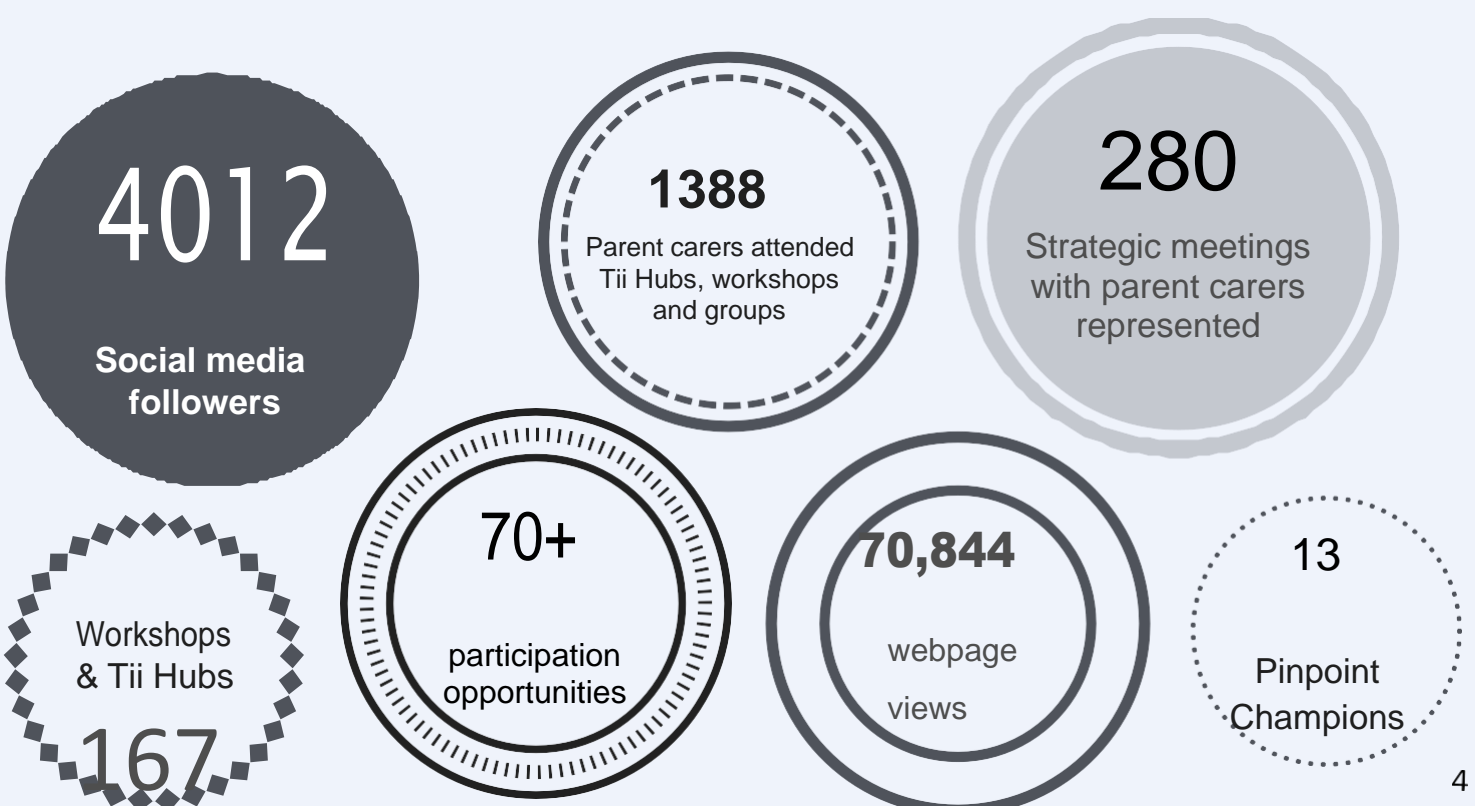 4012
Social media
followers
1388
Parent carers attended
Tii Hubs, workshops
and groups
280
Strategic meetings
with parent carers
represented
Workshops
& Tii Hubs
167
70+
participation
opportunities
70,844
webpage
views
13
Pinpoint
Champions
4